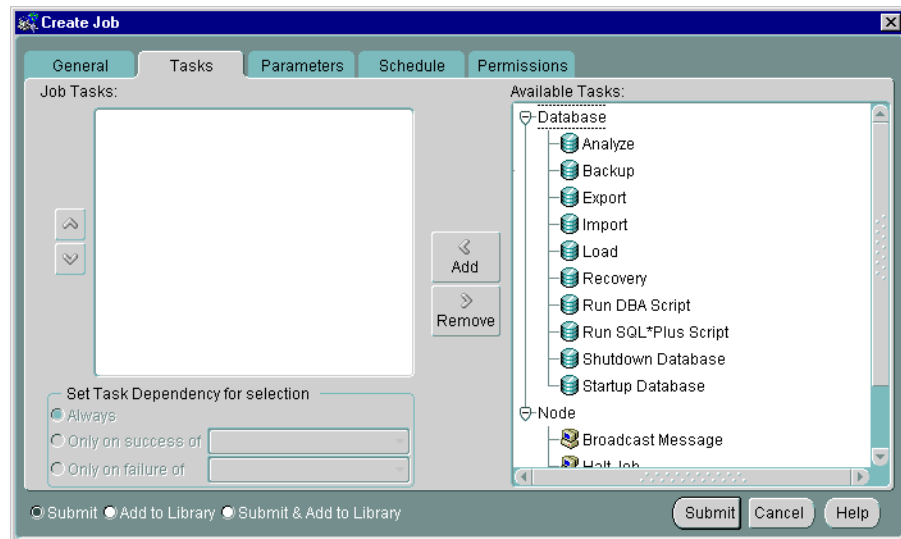 Create Job
General Tasks Parameters Schedule Permissions
Job Tasks:
Available Tasks:
Database
Analyze
Backup
Export
Import
Load
Recovery
Run DBA Script
Run SQL*Plus Script
Shutdown Database
Startup Database
Node
Broadcast Message
Halt Job
Add
Remove
Set Task Dependency for selection
Always
Only on success of
Only on failure of
Submit Add to Library Submit & Add to Library
Submit Cancel Help